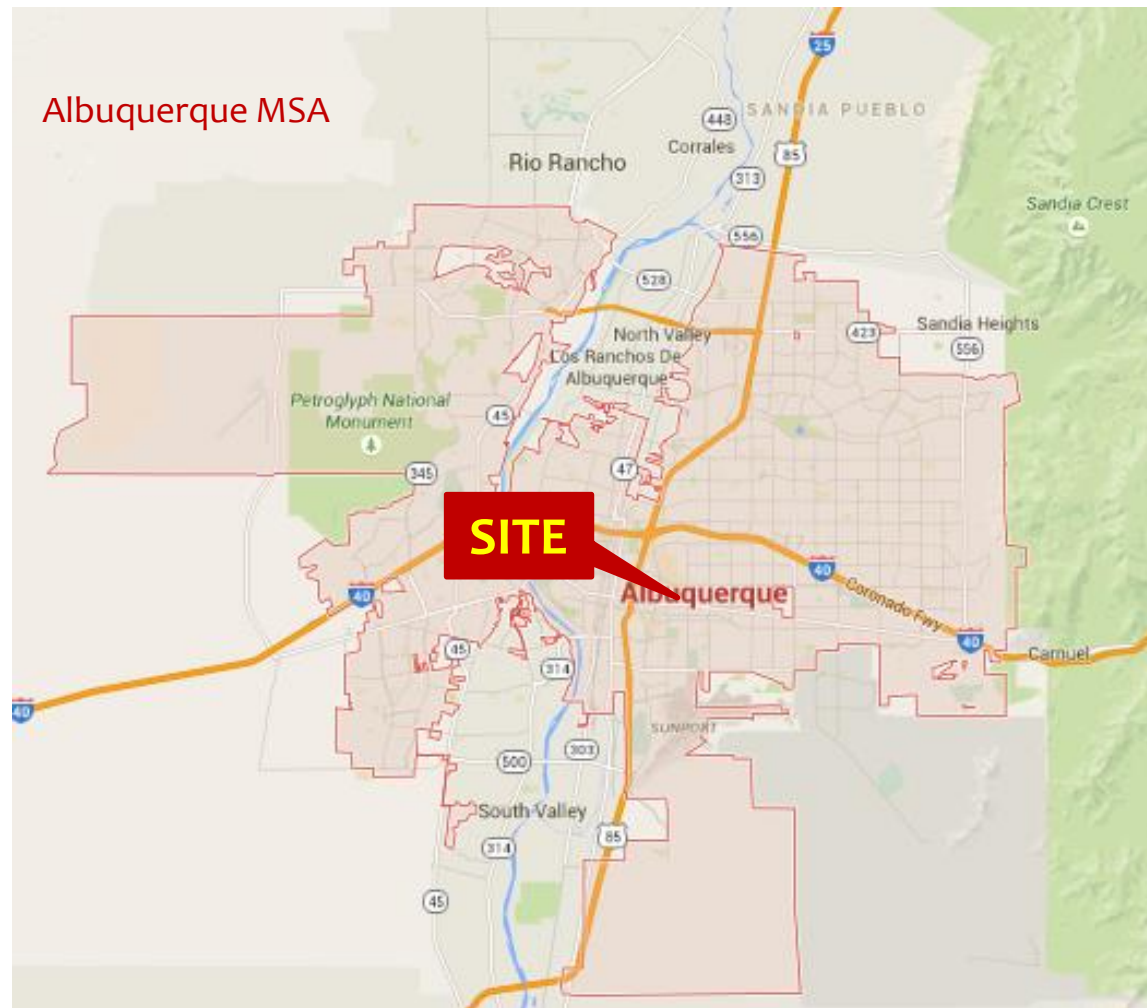 25
Albuquerque MSA
SANDIA PUEBLO
448
Corrales
85
Rio Rancho
313
Sandia Crest
556
528
Sandia Heights
423
North Valley
556
Los Ranchos De
Albuquerque
Petroglyph National
Monument
45
345
47
SITE
40
40
Albuquerque
Coronado Fwy
40
Carnuel
45
314
40
SUNPORT
303
500
South Valley
85
314
45